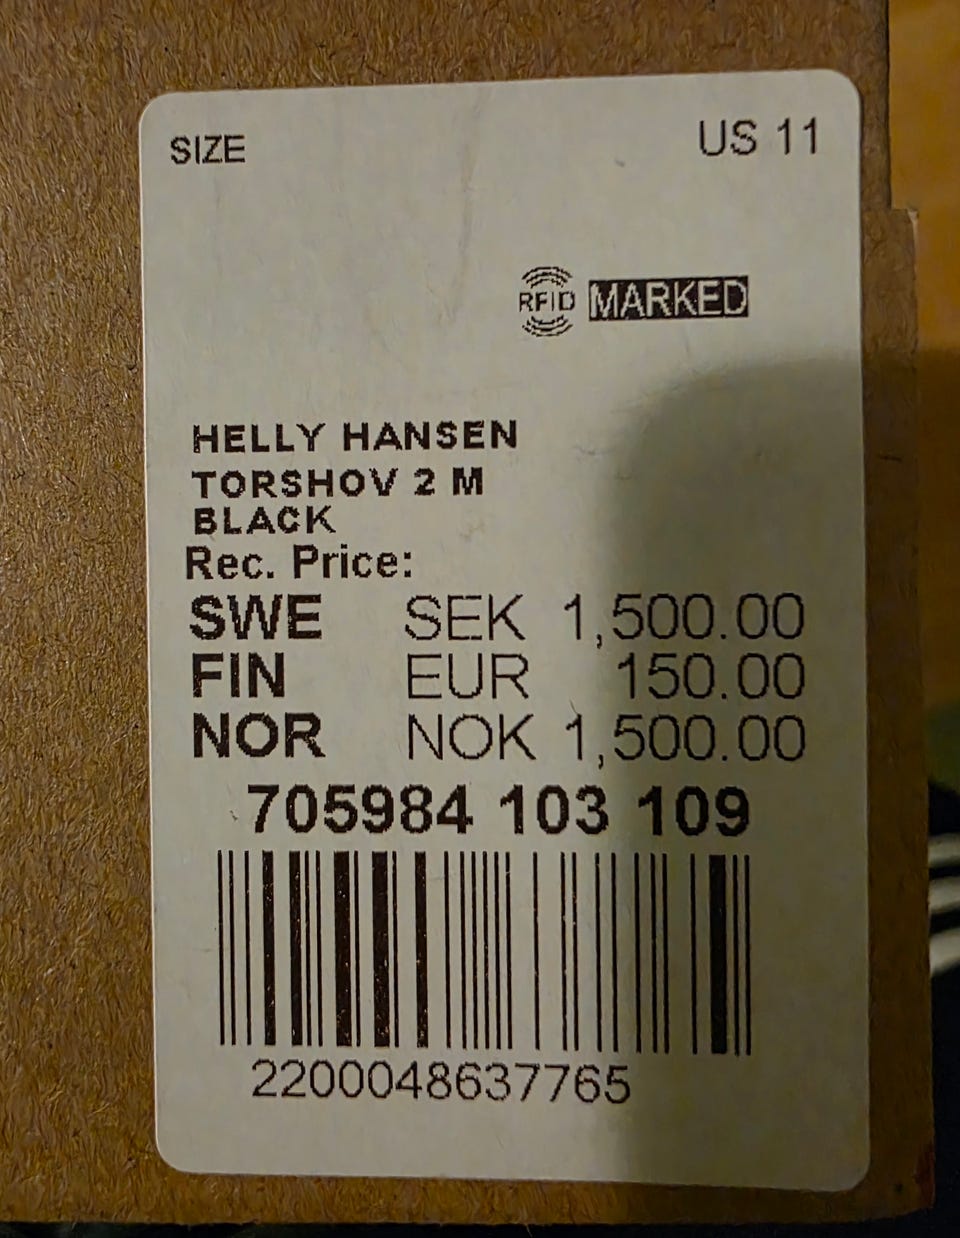 SIZE US 11
RFID MARKED
HELLY HANSEN
TORSHOV 2 M
BLACK
Rec. Price:
SWE SEK 1,500.00
FIN EUR 150.00
NOR NOK 1,500.00
705984 103 109
2200048637765